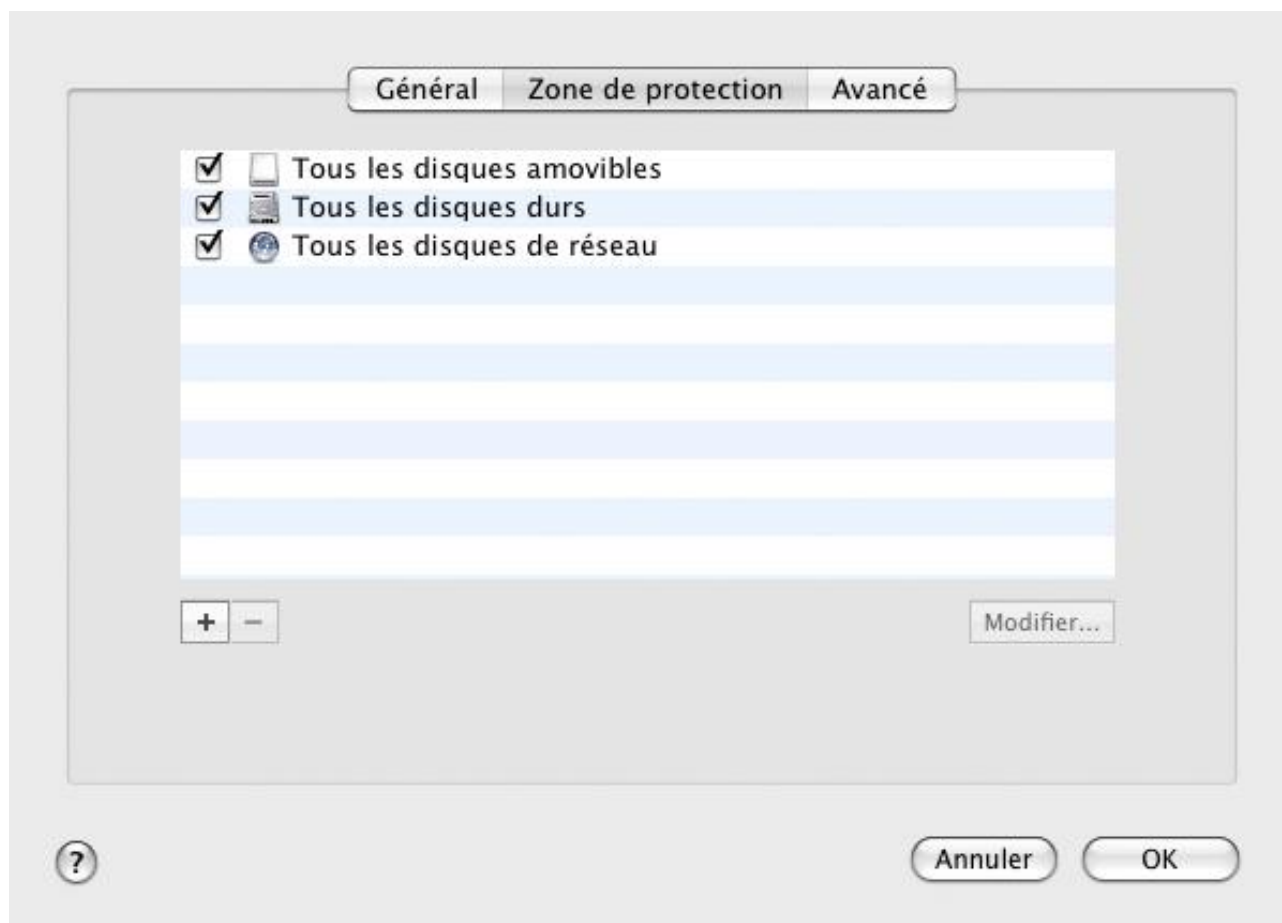 Général Zone de protection Avancé
Tous les disques amovibles
Tous les disques durs
Tous les disques de réseau
+ −
Modifier...
? Annuler OK